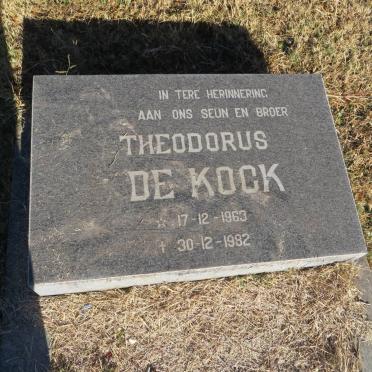 IN TERE HERINNERING
AAN ONS SEUN EN BROER
THEODORUS
DE KOCK
☆ 17-12-1963
✝ 30-12-1982